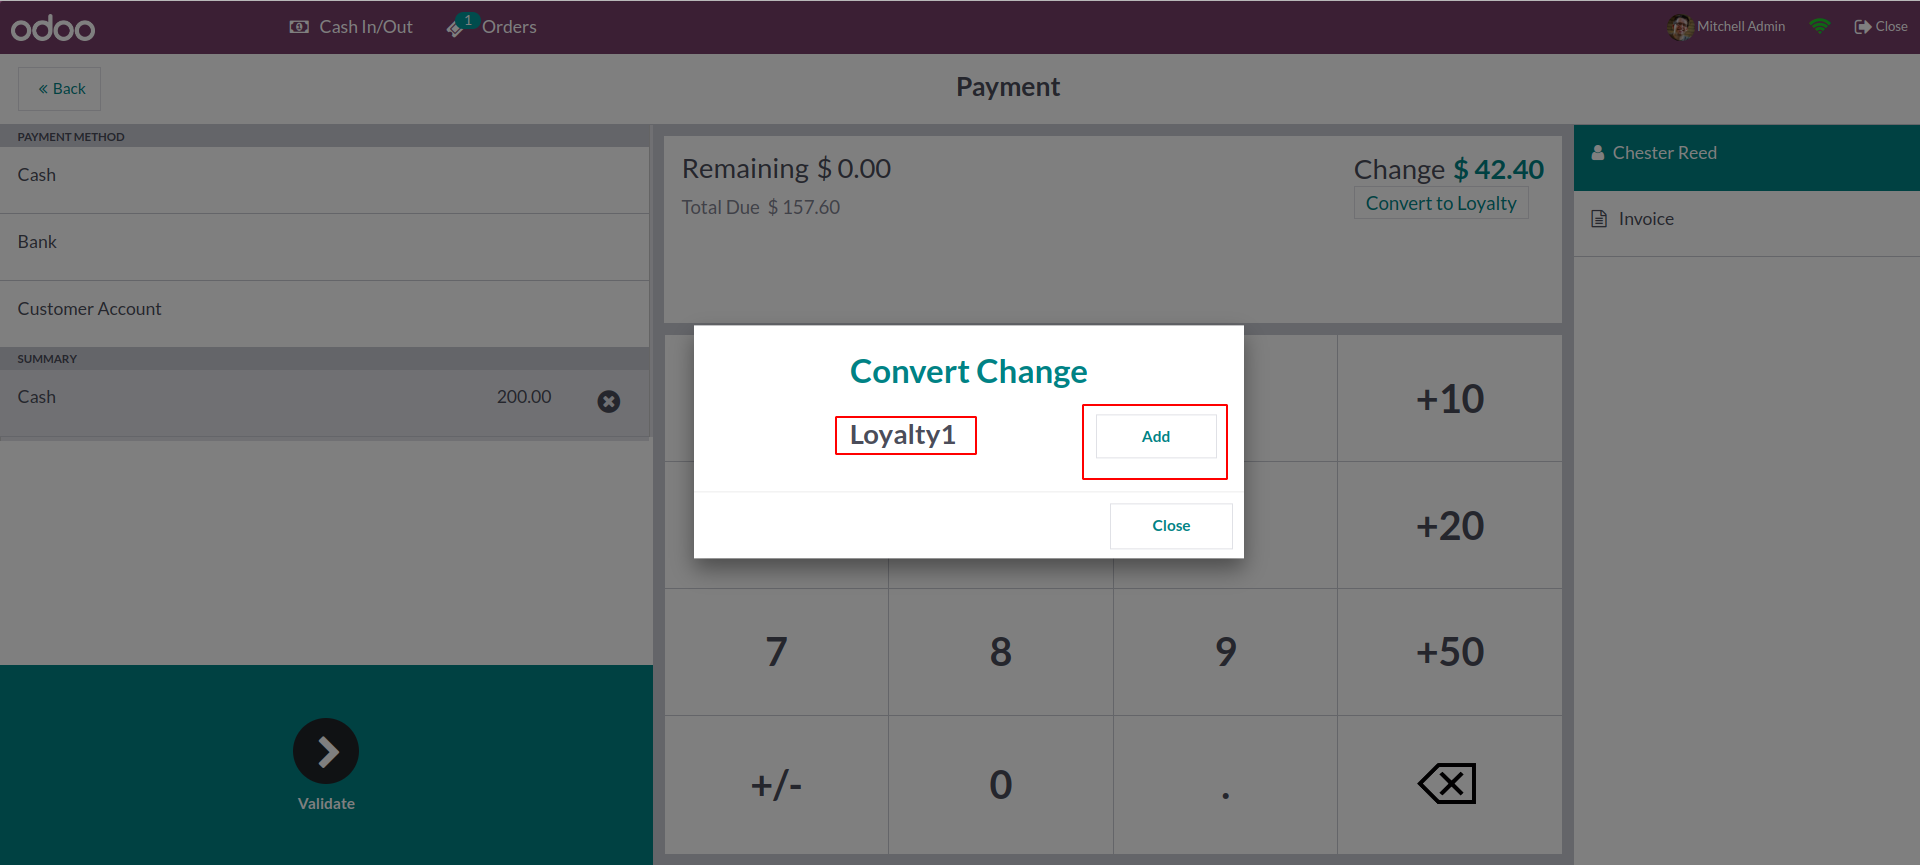 odoo
Cash In/Out
1
Orders
Mitchell Admin
Close
« Back
Payment
PAYMENT METHOD
Cash
Bank
Customer Account
SUMMARY
Cash 200.00
Validate
Remaining $ 0.00
Total Due $ 157.60
Change $ 42.40
Convert to Loyalty
Chester Reed
Invoice
Convert Change
Loyalty1
Add
Close
+10
+20
7 8 9 +50
+/- 0 .